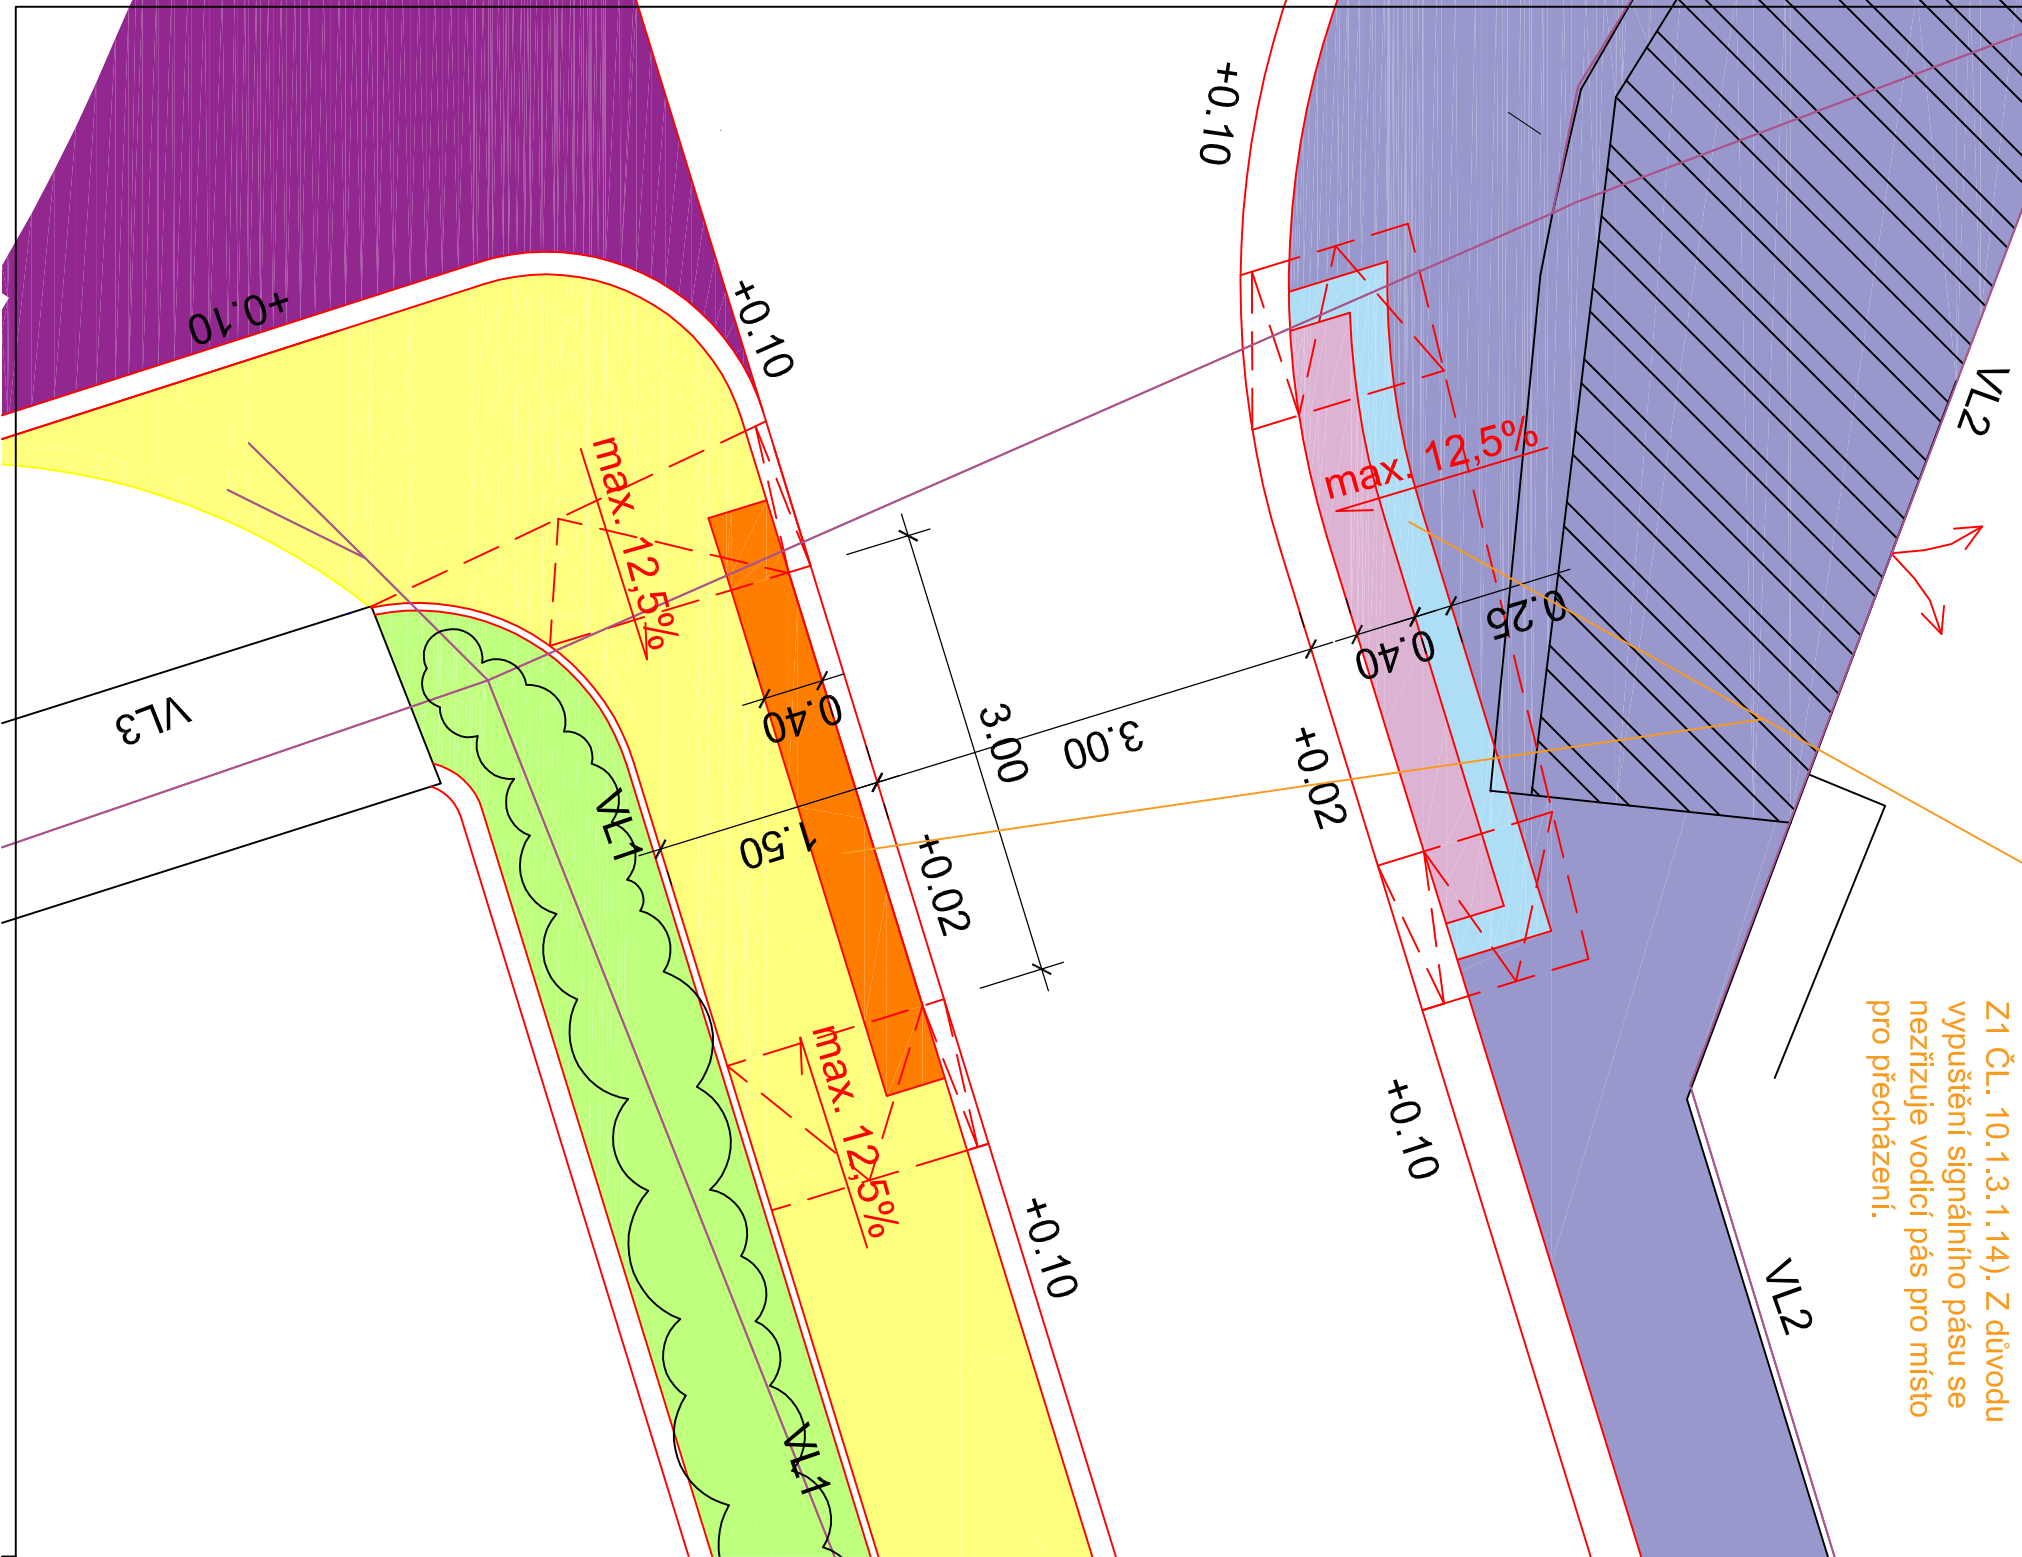 +0.10
+0.10
+0.10
VL2
max. 12,5%
max. 12,5%
0.25
0.40
VL3
0.40
3.00
3.00
+0.02
VL1
1.50
+0.02
max. 12,5%
+0.10
+0.10
VL2
VL1
Z1 ČL. 10.1.3.1.14). Z důvodu
vypuštění signálního pásu se
nezřizuje vodicí pás pro místo
pro přecházení.